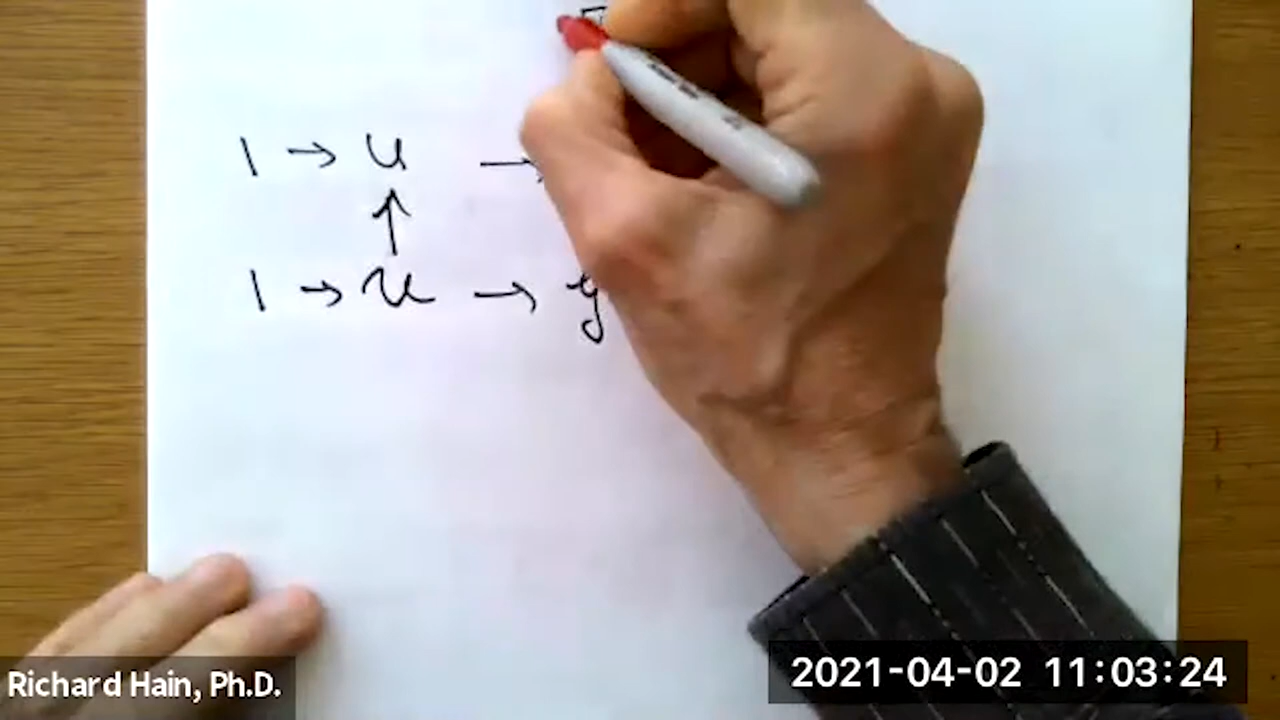 1 → U →
↑
1 → 𝒰 → 𝒢
Richard Hain, Ph.D.
2021-04-02 11:03:24